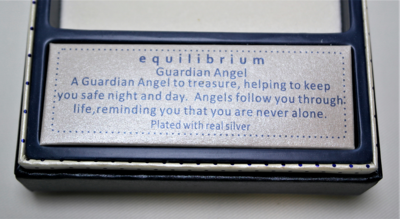 equilibrium
Guardian Angel
A Guardian Angel to treasure, helping to keep
you safe night and day. Angels follow you through
life,reminding you that you are never alone.
Plated with real silver